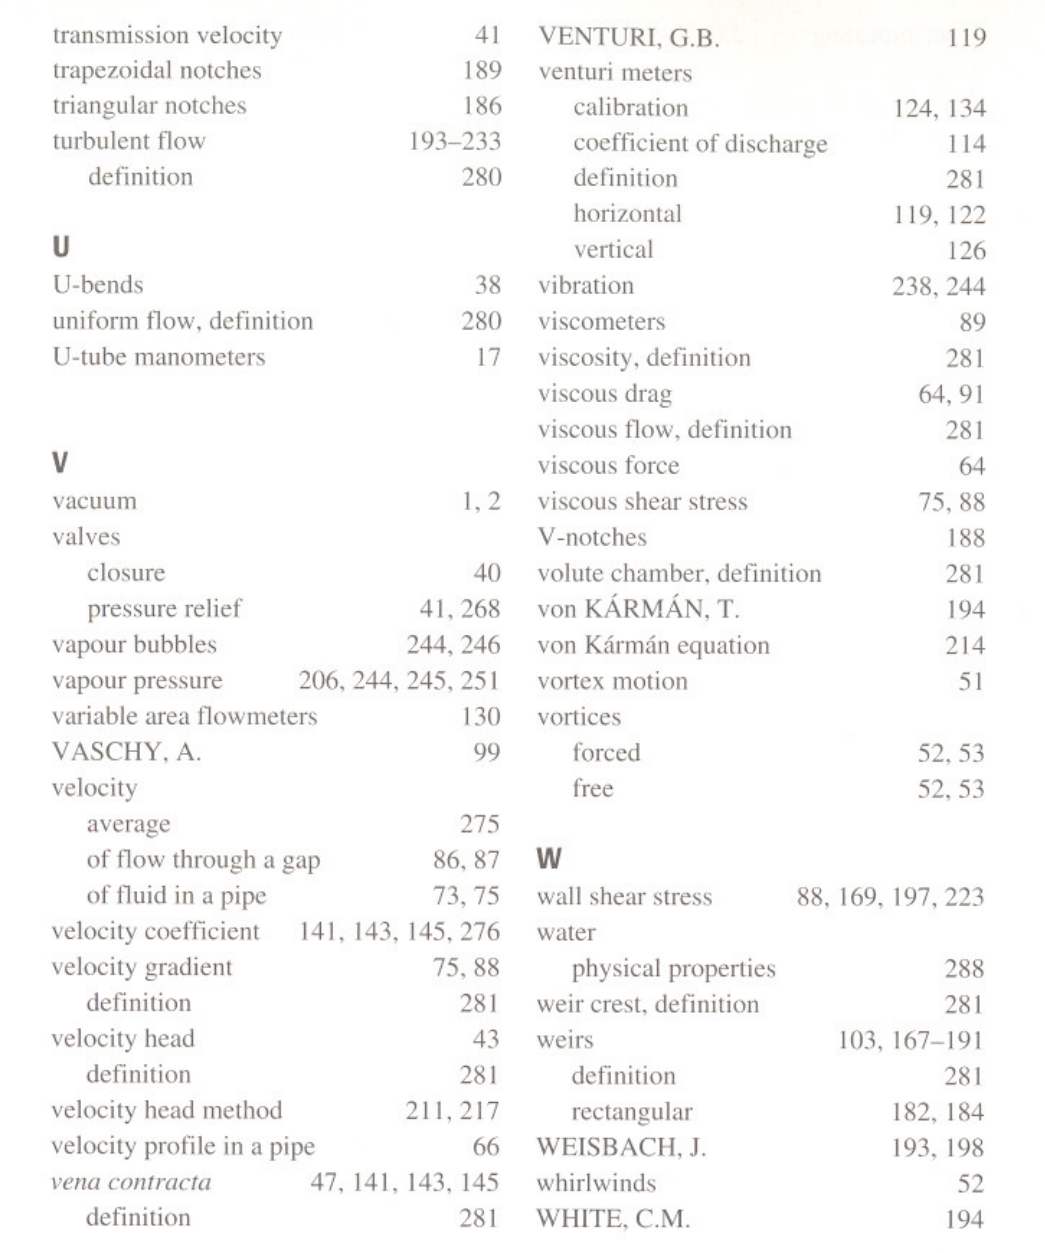 transmission velocity 41
trapezoidal notches 189
triangular notches 186
turbulent flow 193–233
definition 280
U
U-bends 38
uniform flow, definition 280
U-tube manometers 17
V
vacuum 1, 2
valves
closure 40
pressure relief 41, 268
vapour bubbles 244, 246
vapour pressure 206, 244, 245, 251
variable area flowmeters 130
VASCHY, A. 99
velocity
average 275
of flow through a gap 86, 87
of fluid in a pipe 73, 75
velocity coefficient 141, 143, 145, 276
velocity gradient 75, 88
definition 281
velocity head 43
definition 281
velocity head method 211, 217
velocity profile in a pipe 66
vena contracta 47, 141, 143, 145
definition 281
VENTURI, G.B. 119
venturi meters
calibration 124, 134
coefficient of discharge 114
definition 281
horizontal 119, 122
vertical 126
vibration 238, 244
viscometers 89
viscosity, definition 281
viscous drag 64, 91
viscous flow, definition 281
viscous force 64
viscous shear stress 75, 88
V-notches 188
volute chamber, definition 281
von KÁRMÁN, T. 194
von Kármán equation 214
vortex motion 51
vortices
forced 52, 53
free 52, 53
W
wall shear stress 88, 169, 197, 223
water
physical properties 288
weir crest, definition 281
weirs 103, 167–191
definition 281
rectangular 182, 184
WEISBACH, J. 193, 198
whirlwinds 52
WHITE, C.M. 194